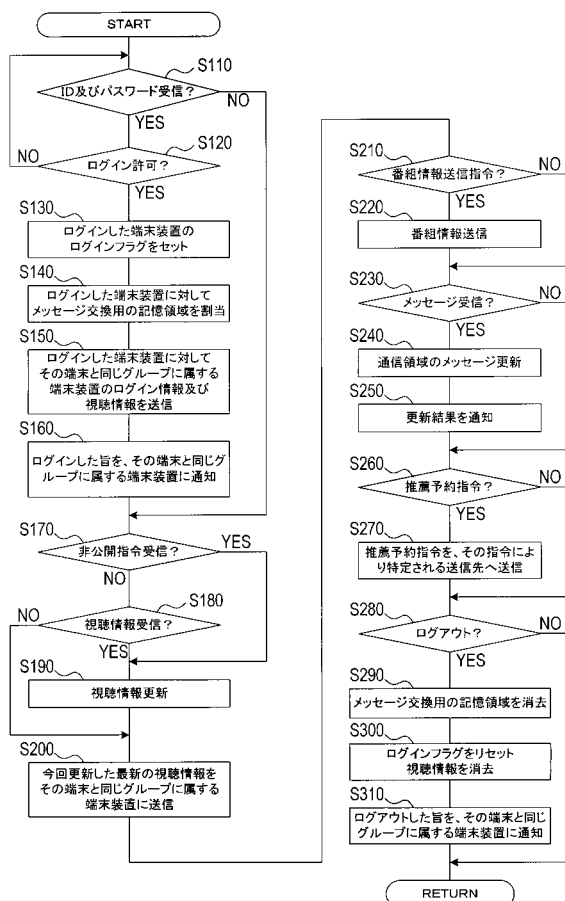 START
S110
ID及びパスワード受信？
NO
YES
S120
NO
ログイン許可？
YES
S130
ログインした端末装置の
ログインフラグをセット
S140
ログインした端末装置に対して
メッセージ交換用の記憶領域を割当
S150
ログインした端末装置に対して
その端末と同じグループに属する
端末装置のログイン情報及び
視聴情報を送信
S160
ログインした旨を、その端末と同じグ
ループに属する端末装置に通知
S170
非公開指令受信？
YES
NO
S180
NO
視聴情報受信？
YES
S190
視聴情報更新
S200
今回更新した最新の視聴情報を
その端末と同じグループに属する
端末装置に送信
S210
番組情報送信指令？
NO
YES
S220
番組情報送信
S230
メッセージ受信？
NO
YES
S240
通信領域のメッセージ更新
S250
更新結果を通知
S260
推薦予約指令？
NO
YES
S270
推薦予約指令を、その指令によ
り特定される送信先へ送信
S280
ログアウト？
NO
YES
S290
メッセージ交換用の記憶領域を消去
S300
ログインフラグをリセット
視聴情報を消去
S310
ログアウトした旨を、その端末と同じ
グループに属する端末装置に通知
RETURN